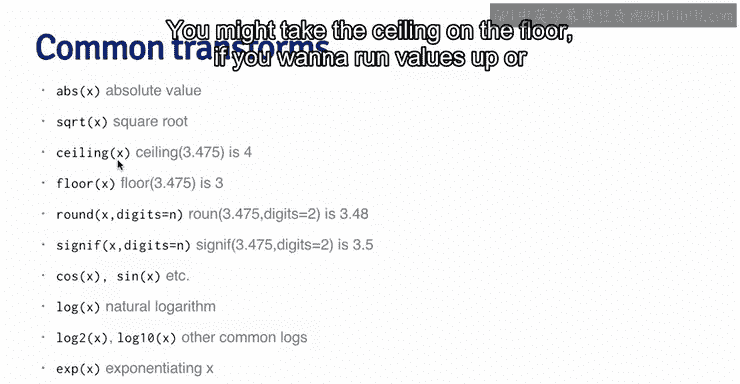 You might take the ceiling on the floor,
if you wanna run values up or
Common transforms
abs(x) absolute value
sqrt(x) square root
ceiling(x) ceiling(3.475) is 4
floor(x) floor(3.475) is 3
round(x,digits=n) roun(3.475,digits=2) is 3.48
signif(x,digits=n) signif(3.475,digits=2) is 3.5
cos(x), sin(x) etc.
log(x) natural logarithm
log2(x), log10(x) other common logs
exp(x) exponentiating x